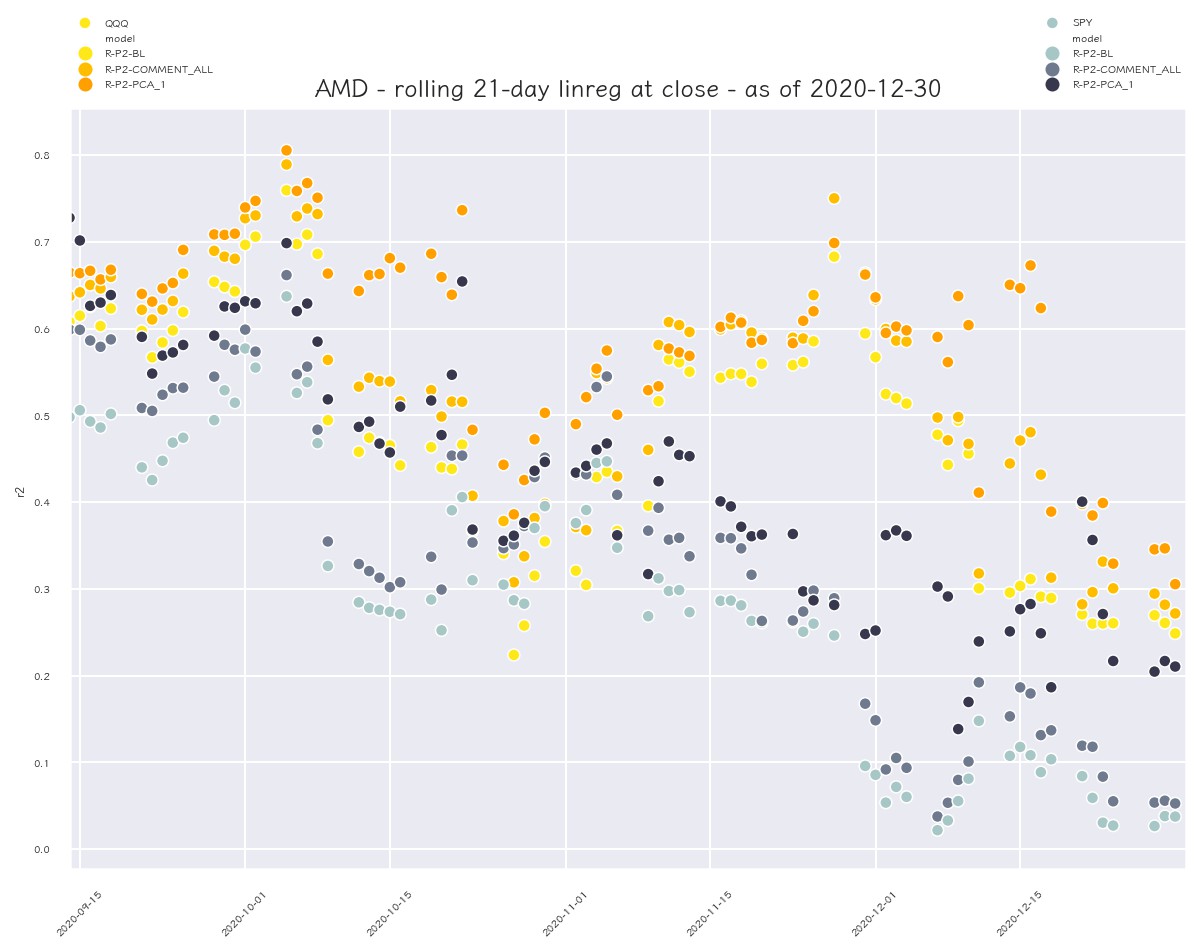 QQQ
model
R-P2-BL
R-P2-COMMENT_ALL
R-P2-PCA_1
SPY
model
R-P2-BL
R-P2-COMMENT_ALL
R-P2-PCA_1
AMD - rolling 21-day linreg at close - as of 2020-12-30
r2
0.8
0.7
0.6
0.5
0.4
0.3
0.2
0.1
0.0
2020-09-15
2020-10-01
2020-10-15
2020-11-01
2020-11-15
2020-12-01
2020-12-15